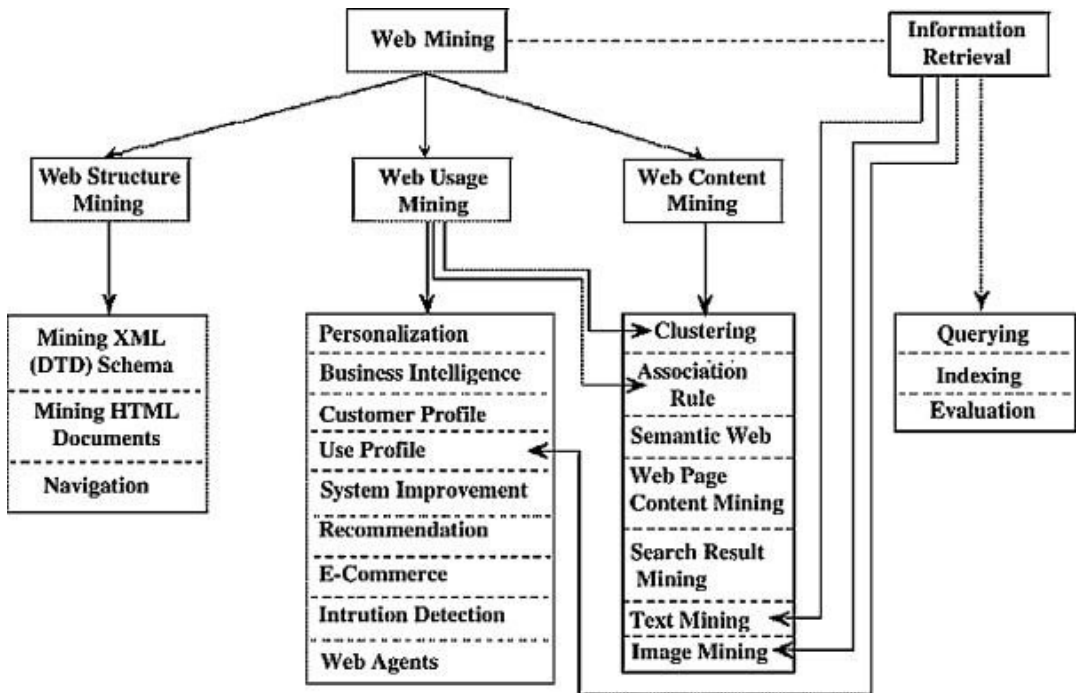 Web Mining
Information
Retrieval
Web Structure
Mining
Web Usage
Mining
Web Content
Mining
Mining XML
(DTD) Schema
Mining HTML
Documents
Navigation
Personalization
Business Intelligence
Customer Profile
Use Profile
System Improvement
Recommendation
E-Commerce
Intrution Detection
Web Agents
Clustering
Association
Rule
Semantic Web
Web Page
Content Mining
Search Result
Mining
Text Mining
Image Mining
Querying
Indexing
Evaluation